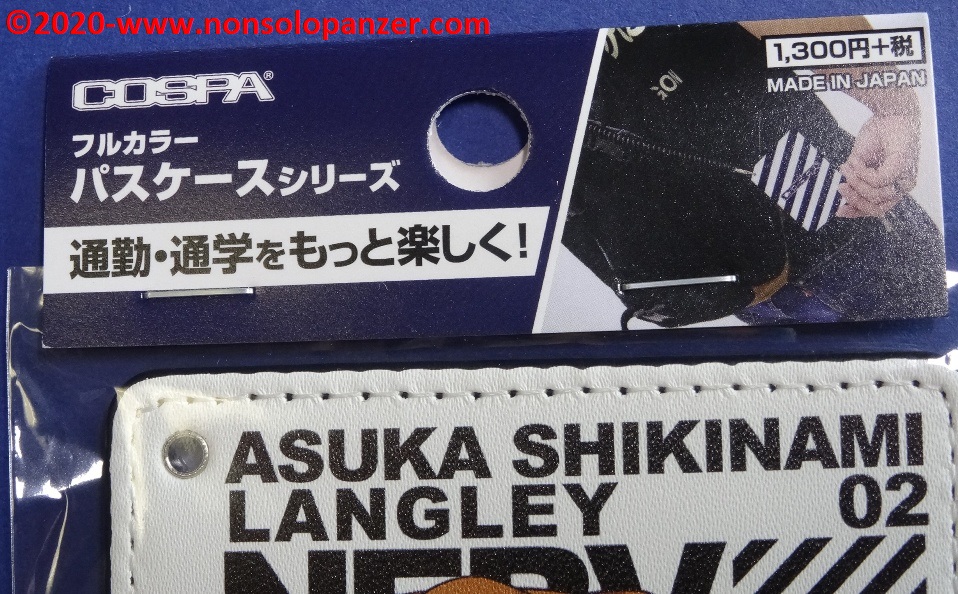 ©2020-www.nonsolopanzer.com
COSPA®
フルカラー
パスケースシリーズ
通勤・通学をもっと楽しく!
1,300円+税
MADE IN JAPAN
ASUKA SHIKINAMI
LANGLEY 02
NERV